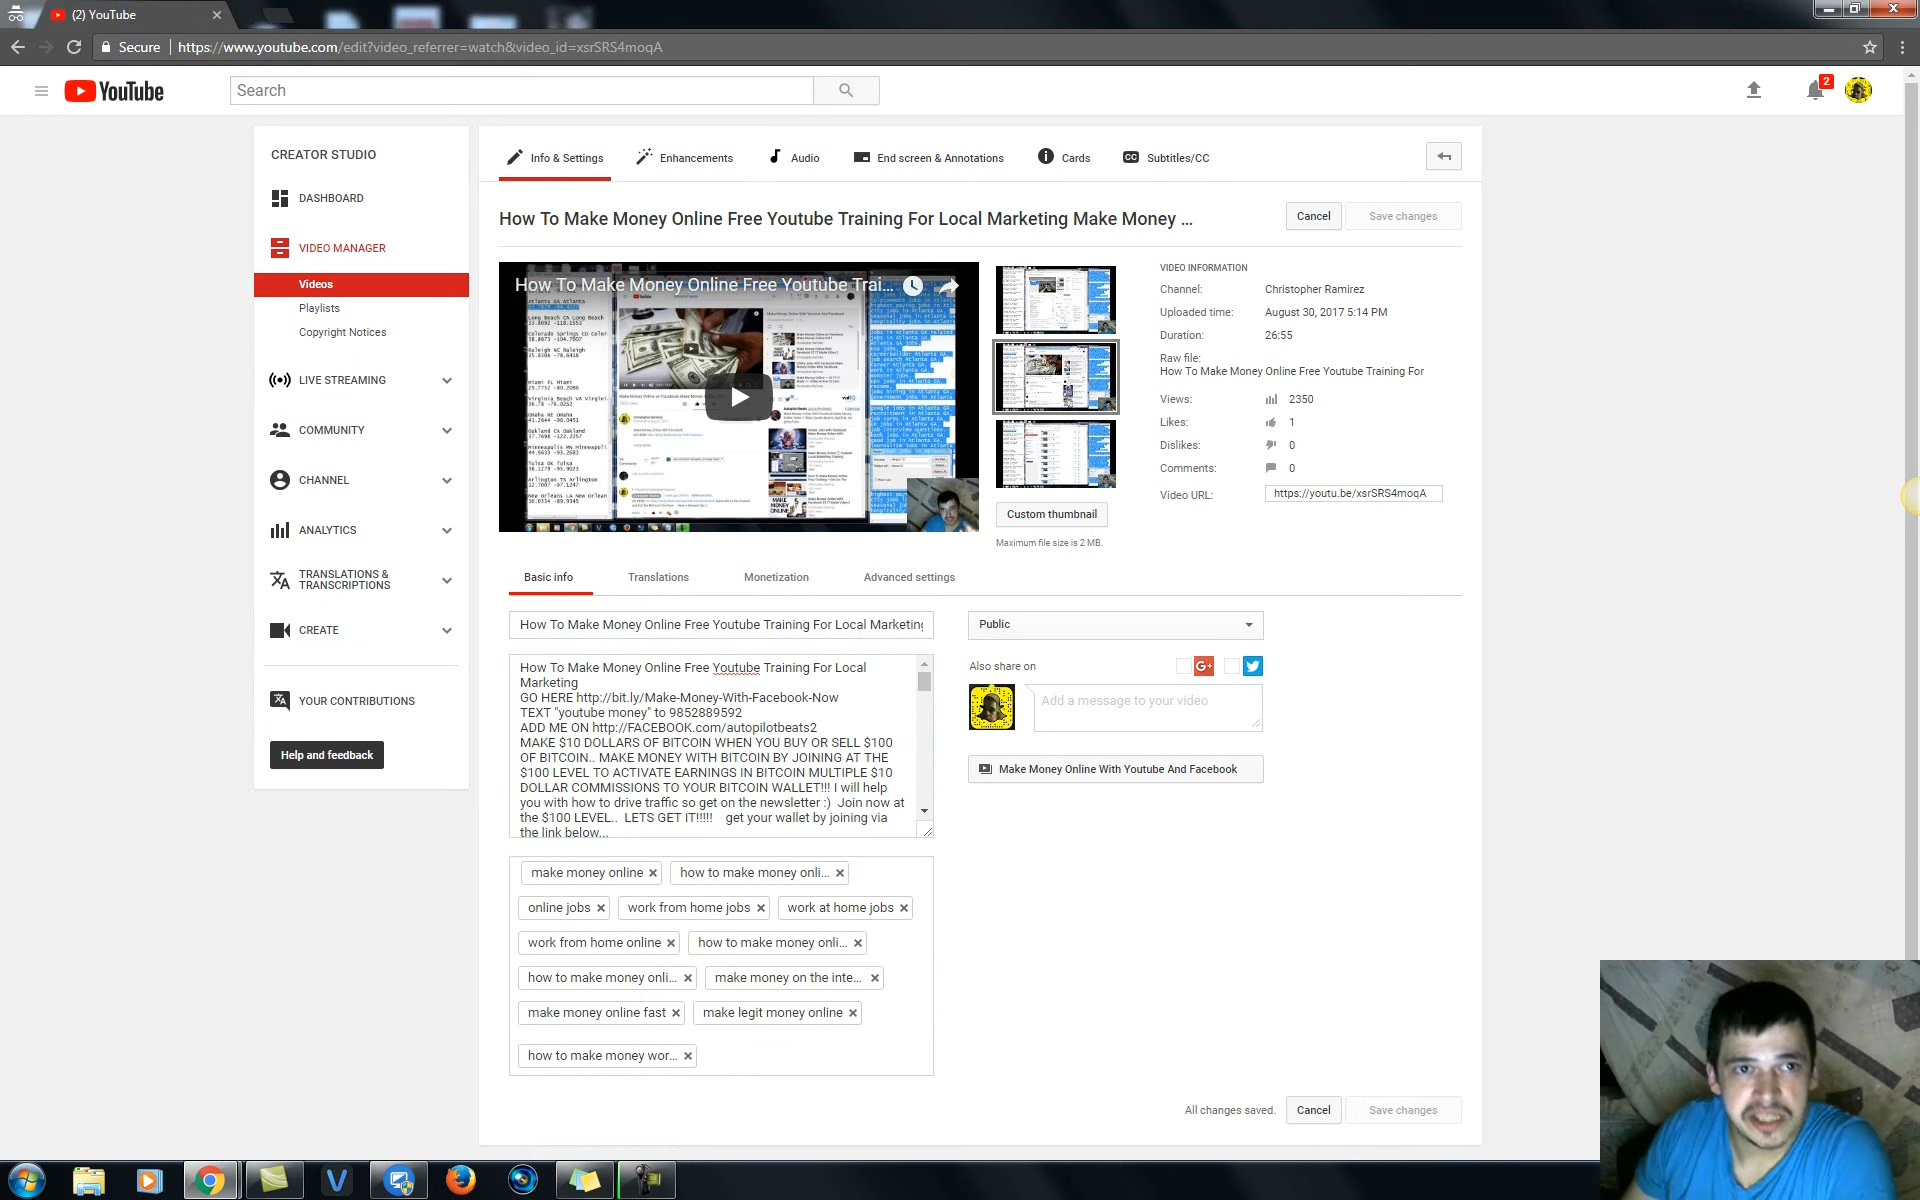 (2) YouTube
Secure
https://www.youtube.com/edit?video_referrer=watch&video_id=xsrSRS4moqA
YouTube
Search
2
CREATOR STUDIO
DASHBOARD
VIDEO MANAGER
Videos
Playlists
Copyright Notices
LIVE STREAMING
COMMUNITY
CHANNEL
ANALYTICS
TRANSLATIONS &
TRANSCRIPTIONS
CREATE
YOUR CONTRIBUTIONS
Help and feedback
Info & Settings
Enhancements
Audio
End screen & Annotations
Cards
CC Subtitles/CC
How To Make Money Online Free Youtube Training For Local Marketing Make Money ...
Cancel
Save changes
How To Make Money Online Free Youtube Trai...
Custom thumbnail
Maximum file size is 2 MB.
VIDEO INFORMATION
Channel: Christopher Ramirez
Uploaded time: August 30, 2017 5:14 PM
Duration: 26:55
Raw file:
How To Make Money Online Free Youtube Training For
Views: 2350
Likes: 1
Dislikes: 0
Comments: 0
Video URL: https://youtu.be/xsrSRS4moqA
Basic info
Translations
Monetization
Advanced settings
How To Make Money Online Free Youtube Training For Local Marketing
How To Make Money Online Free Youtube Training For Local
Marketing
GO HERE http://bit.ly/Make-Money-With-Facebook-Now
TEXT "youtube money" to 9852889592
ADD ME ON http://FACEBOOK.com/autopilotbeats2
MAKE $10 DOLLARS OF BITCOIN WHEN YOU BUY OR SELL $100
OF BITCOIN.. MAKE MONEY WITH BITCOIN BY JOINING AT THE
$100 LEVEL TO ACTIVATE EARNINGS IN BITCOIN MULTIPLE $10
DOLLAR COMMISSIONS TO YOUR BITCOIN WALLET!!! I will help
you with how to drive traffic so get on the newsletter :) Join now at
the $100 LEVEL.. LETS GET IT!!!!! get your wallet by joining via
the link below...
make money online
how to make money onli...
online jobs
work from home jobs
work at home jobs
work from home online
how to make money onli...
how to make money onli...
make money on the inte...
make money online fast
make legit money online
how to make money wor...
Public
Also share on
G+
Add a message to your video
Make Money Online With Youtube And Facebook
All changes saved.
Cancel
Save changes